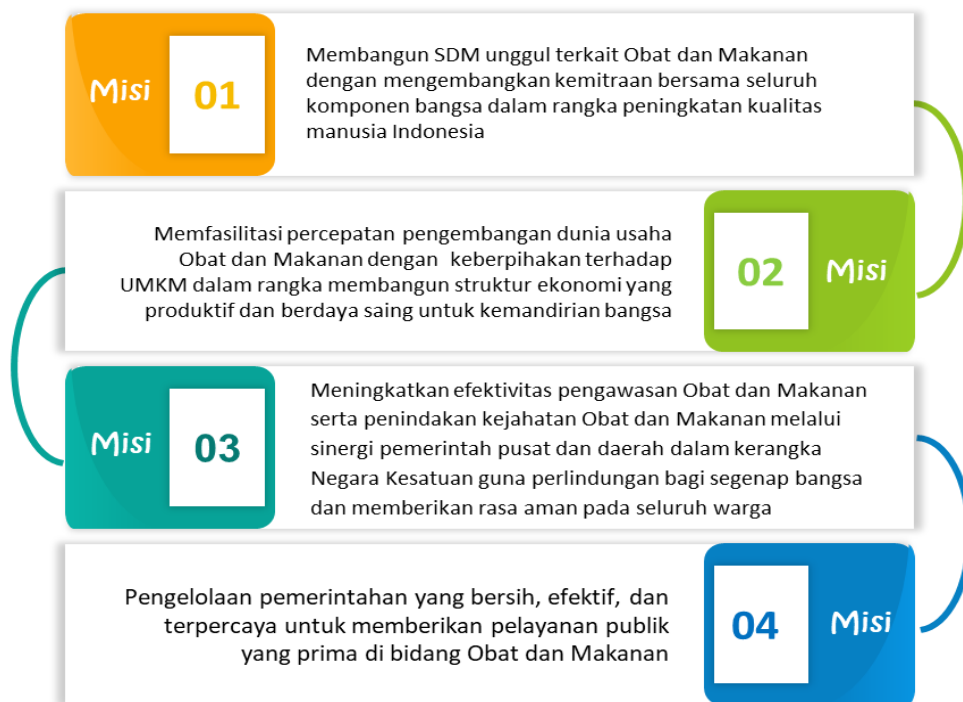 Misi
01
Membangun SDM unggul terkait Obat dan Makanan
dengan mengembangkan kemitraan bersama seluruh
komponen bangsa dalam rangka peningkatan kualitas
manusia Indonesia
Memfasilitasi percepatan pengembangan dunia usaha
Obat dan Makanan dengan keberpihakan terhadap
UMKM dalam rangka membangun struktur ekonomi yang
produktif dan berdaya saing untuk kemandirian bangsa
02
Misi
Misi
03
Meningkatkan efektivitas pengawasan Obat dan Makanan
serta penindakan kejahatan Obat dan Makanan melalui
sinergi pemerintah pusat dan daerah dalam kerangka
Negara Kesatuan guna perlindungan bagi segenap bangsa
dan memberikan rasa aman pada seluruh warga
Pengelolaan pemerintahan yang bersih, efektif, dan
terpercaya untuk memberikan pelayanan publik
yang prima di bidang Obat dan Makanan
04
Misi